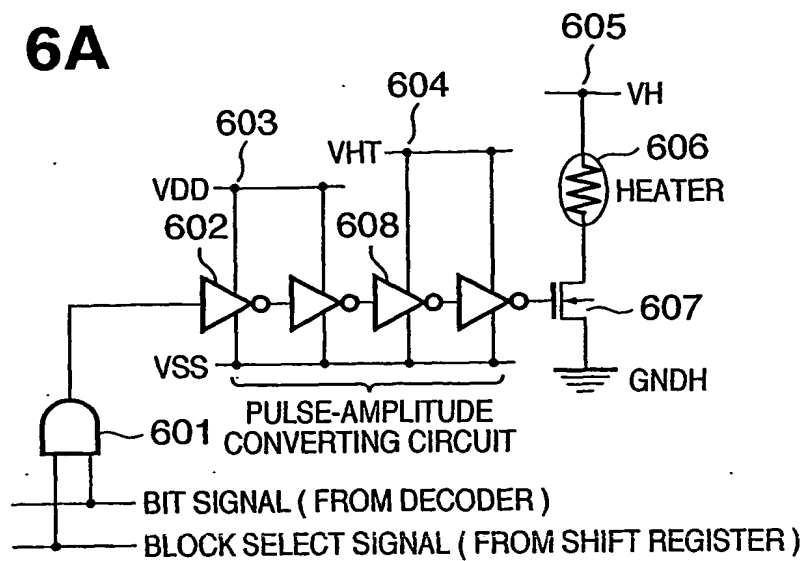 6A
605
VH
604
603
VHT
606
VDD
HEATER
602
608
607
VSS
GNDH
PULSE-AMPLITUDE
CONVERTING CIRCUIT
601
BIT SIGNAL ( FROM DECODER )
BLOCK SELECT SIGNAL ( FROM SHIFT REGISTER )